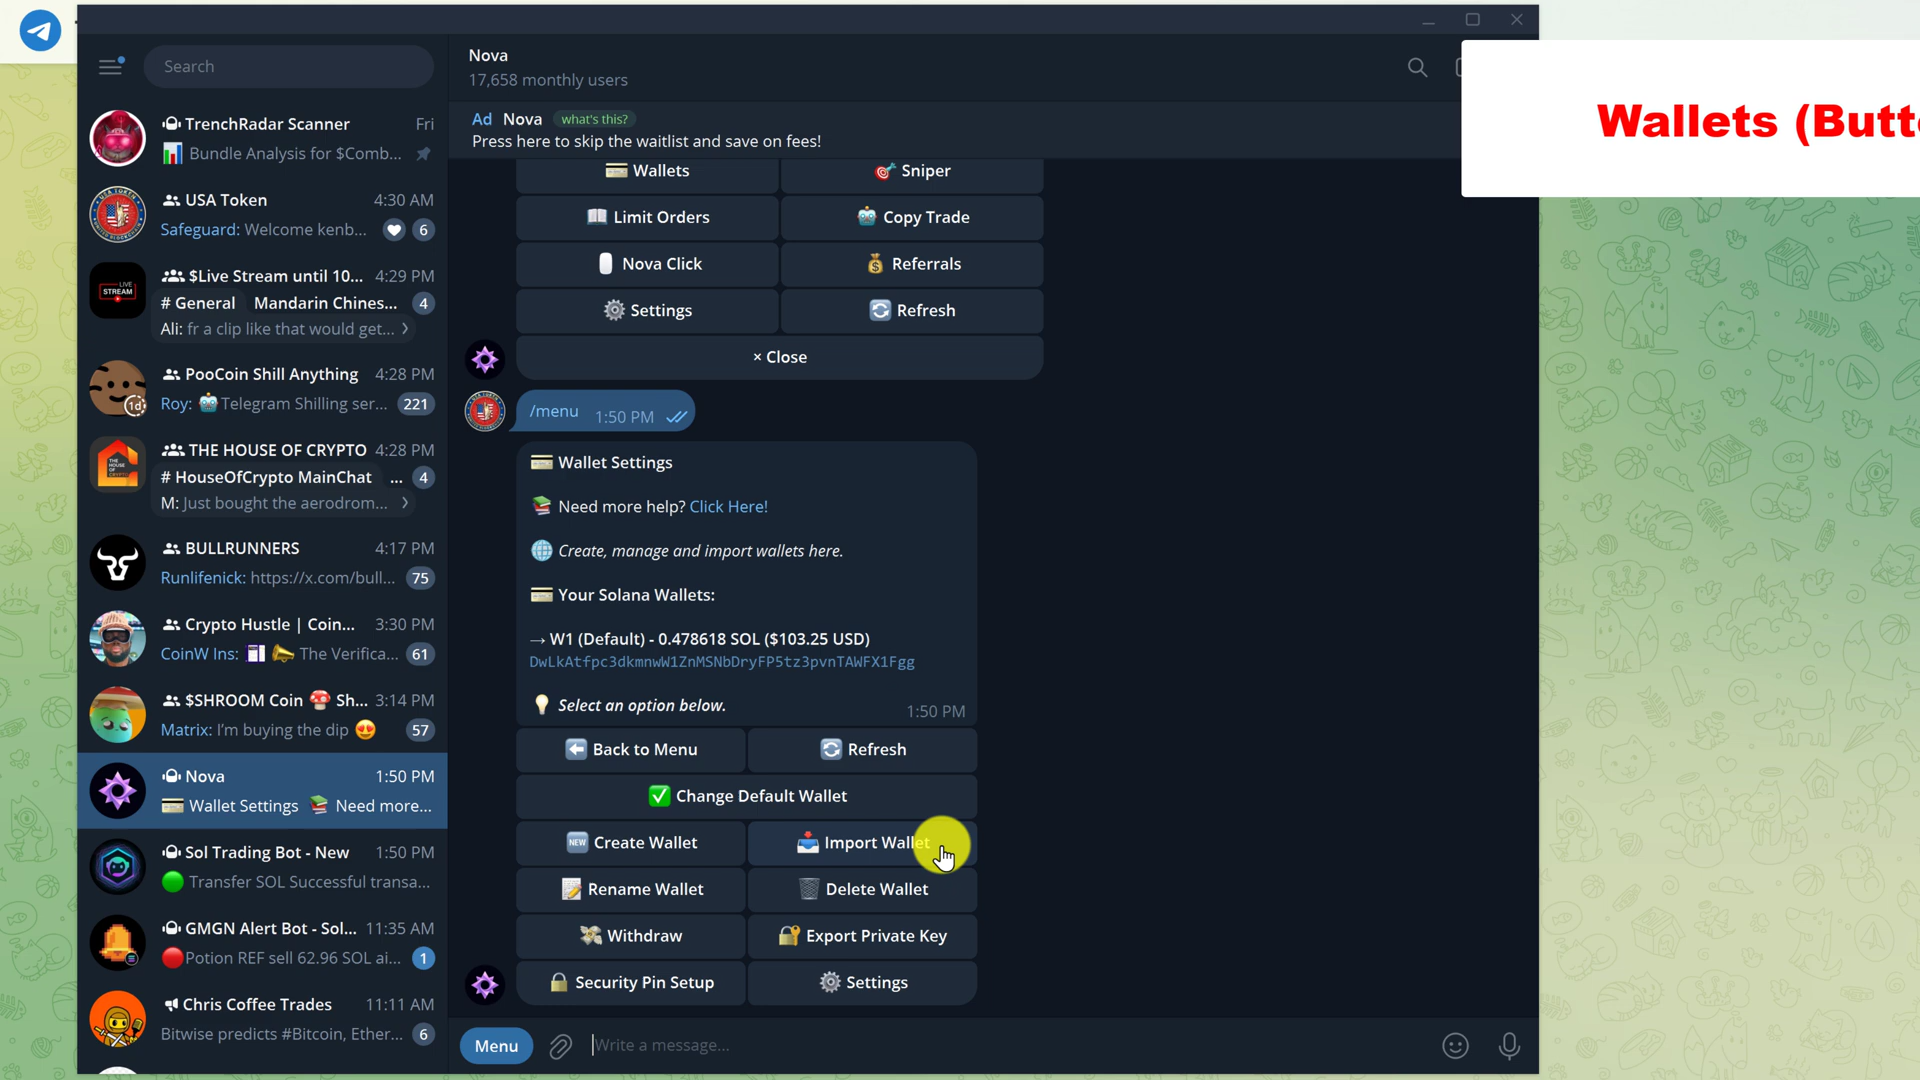 Search
TrenchRadar Scanner Fri
Bundle Analysis for $Comb...
USA Token 4:30 AM
Safeguard: Welcome kenb... 6
$Live Stream until 10... 4:29 PM
LIVE
STREAM
# General Mandarin Chines... 4
Ali: fr a clip like that would get...
PooCoin Shill Anything 4:28 PM
1d
Roy: Telegram Shilling ser... 221
THE HOUSE OF CRYPTO 4:28 PM
# HouseOfCrypto MainChat ... 4
M: Just bought the aerodrom...
BULLRUNNERS 4:17 PM
Runlifenick: https://x.com/bull... 75
Crypto Hustle | Coin... 3:30 PM
CoinW Ins: The Verifica... 61
$SHROOM Coin Sh... 3:14 PM
Matrix: I'm buying the dip 57
Nova 1:50 PM
Wallet Settings Need more...
Sol Trading Bot - New 1:50 PM
Transfer SOL Successful transa...
GMGN Alert Bot - Sol... 11:35 AM
Potion REF sell 62.96 SOL ai... 1
Chris Coffee Trades 11:11 AM
Bitwise predicts #Bitcoin, Ether... 6
Nova
17,658 monthly users
Ad Nova what's this?
Press here to skip the waitlist and save on fees!
Wallets Sniper
Limit Orders Copy Trade
Nova Click Referrals
Settings Refresh
× Close
/menu 1:50 PM
Wallet Settings
Need more help? Click Here!
Create, manage and import wallets here.
Your Solana Wallets:
→ W1 (Default) - 0.478618 SOL ($103.25 USD)
DwLkAtfpc3dkmnwW1ZnMSNbDryFP5tz3pvnTAWFX1Fgg
Select an option below. 1:50 PM
Back to Menu Refresh
Change Default Wallet
NEW Create Wallet Import Wallet
Rename Wallet Delete Wallet
Withdraw Export Private Key
Security Pin Setup Settings
Menu Write a message...
Wallets (Butt